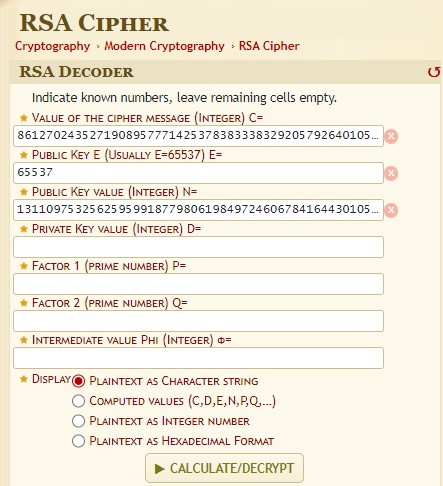 RSA CIPHER
Cryptography › Modern Cryptography › RSA Cipher
RSA DECODER ↺
Indicate known numbers, leave remaining cells empty.
★ VALUE OF THE CIPHER MESSAGE (INTEGER) C=
8612702435271908957771425378383338329205792640105... x
★ PUBLIC KEY E (USUALLY E=65537) E=
65537 x
★ PUBLIC KEY VALUE (INTEGER) N=
1311097532562595991877980619849724606784164430105... x
★ PRIVATE KEY VALUE (INTEGER) D=
★ FACTOR 1 (PRIME NUMBER) P=
★ FACTOR 2 (PRIME NUMBER) Q=
★ INTERMEDIATE VALUE PHI (INTEGER) Φ=
★ DISPLAY PLAINTEXT AS CHARACTER STRING
COMPUTED VALUES (C,D,E,N,P,Q,...)
PLAINTEXT AS INTEGER NUMBER
PLAINTEXT AS HEXADECIMAL FORMAT
▶ CALCULATE/DECRYPT